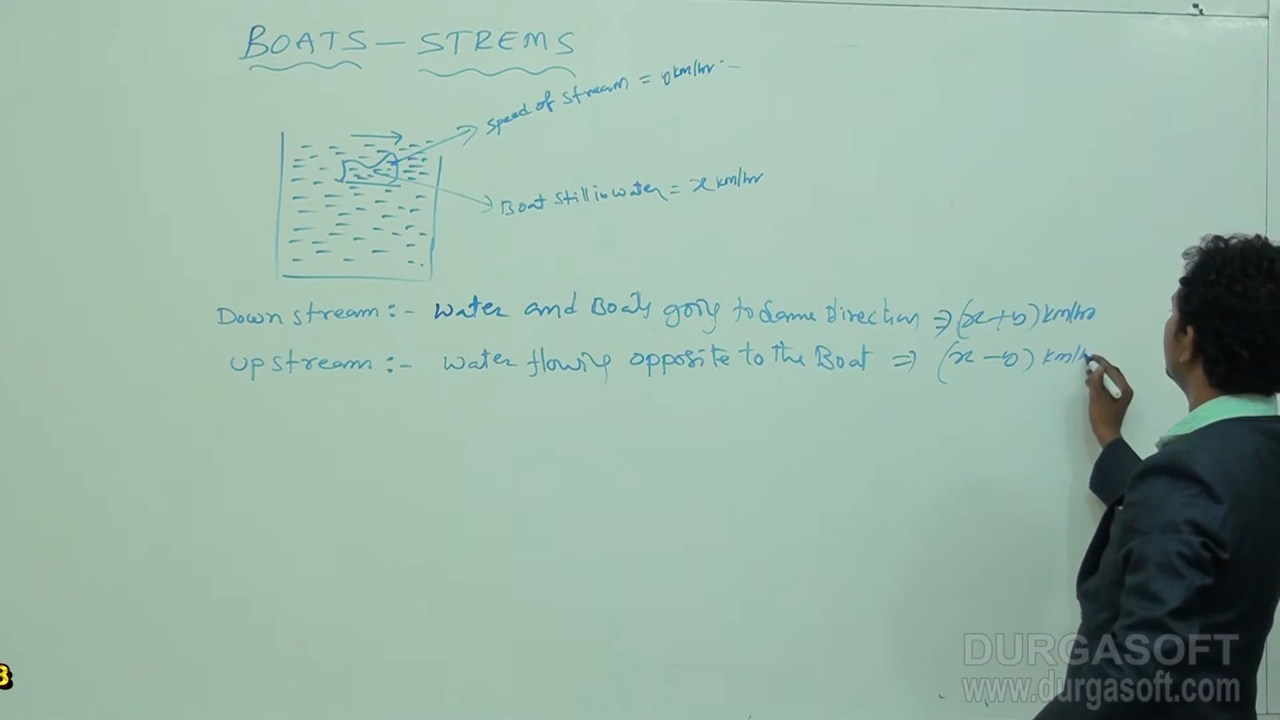 BOATS - STREMS
Speed of Stream = υ km/hr
Boat Still in water = x km/hr
Down stream :- Water and Boats going to Same Direction ⇒ (x+υ) km/hr
Up stream :- Water flowing opposite to the Boat ⇒ (x-υ) km/h
DURGASOFT
www.durgasoft.com